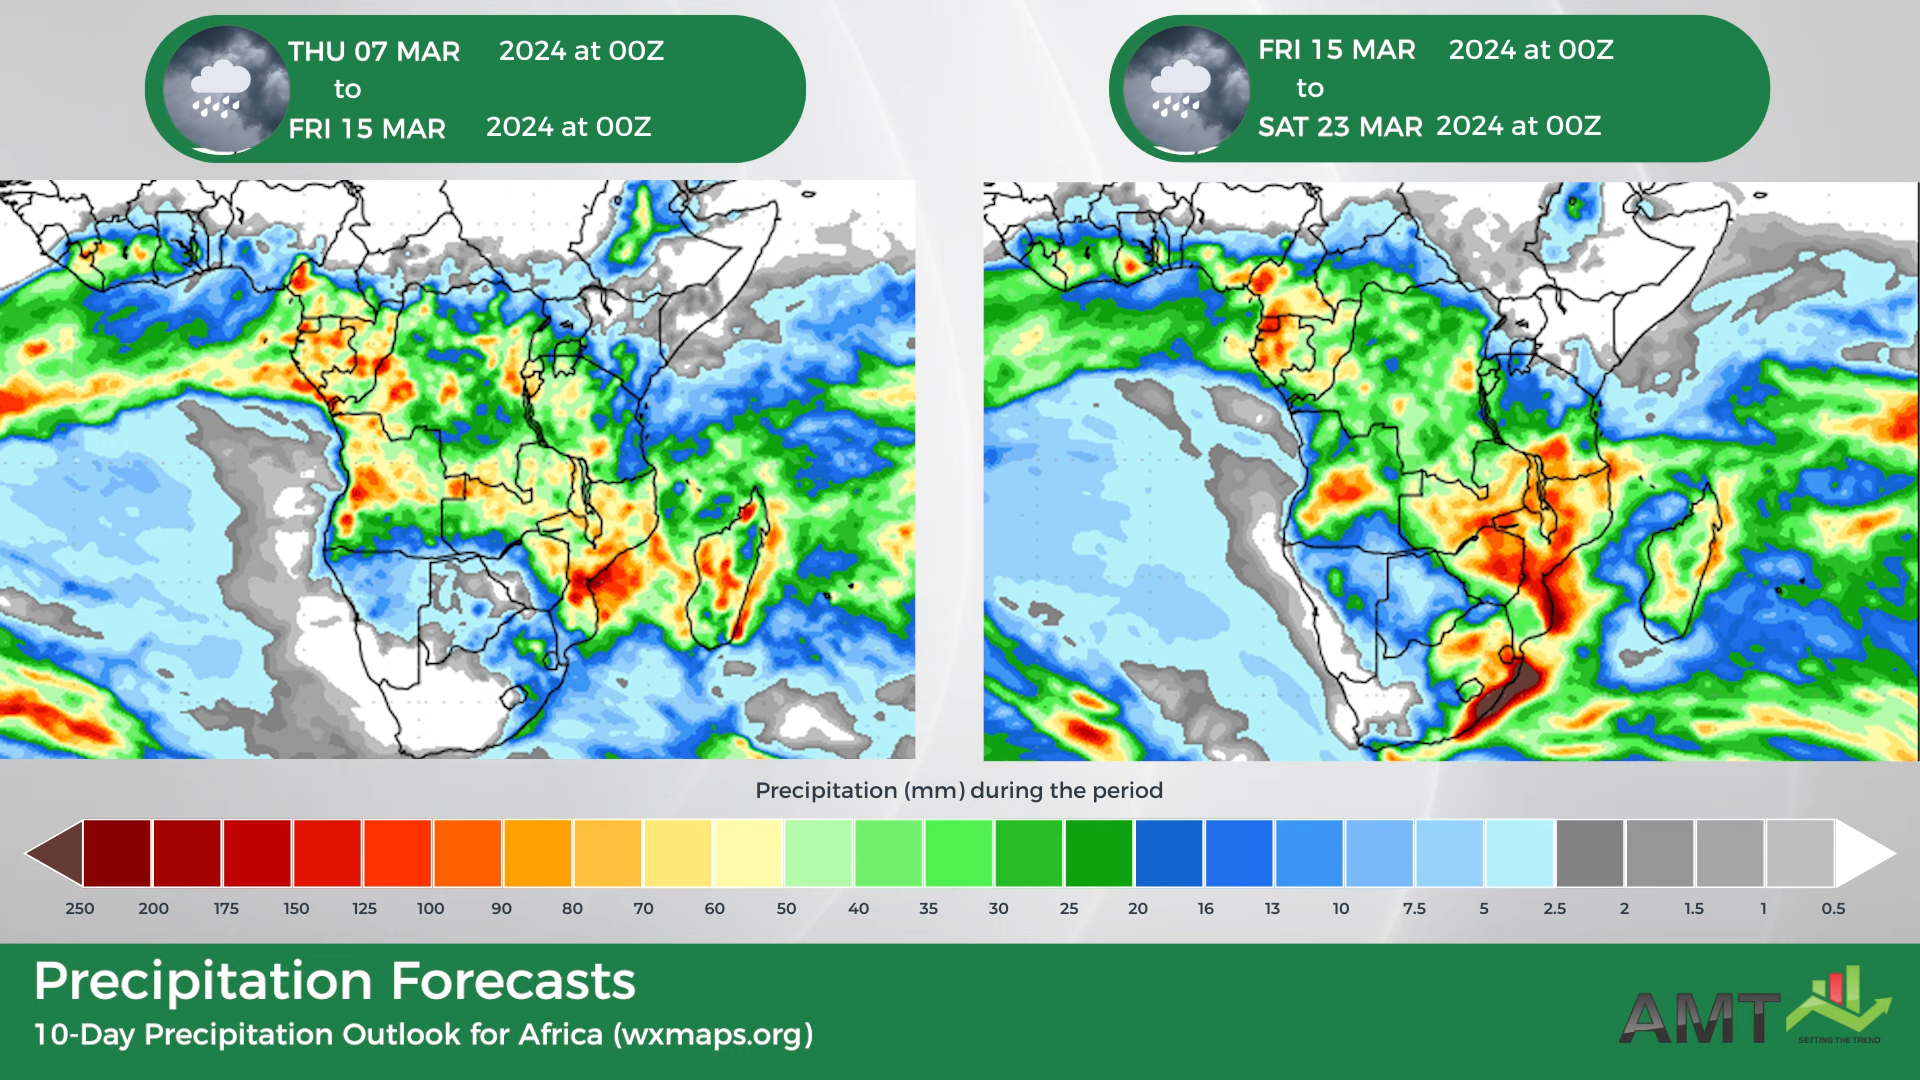 THU 07 MAR 2024 at 00Z
to
FRI 15 MAR 2024 at 00Z
FRI 15 MAR 2024 at 00Z
to
SAT 23 MAR 2024 at 00Z
Precipitation (mm) during the period
250 200 175 150 125 100 90 80 70 60 50 40 35 30 25 20 16 13 10 7.5 5 2.5 2 1.5 1 0.5
Precipitation Forecasts
10-Day Precipitation Outlook for Africa (wxmaps.org)
AMT
SETTING THE TREND